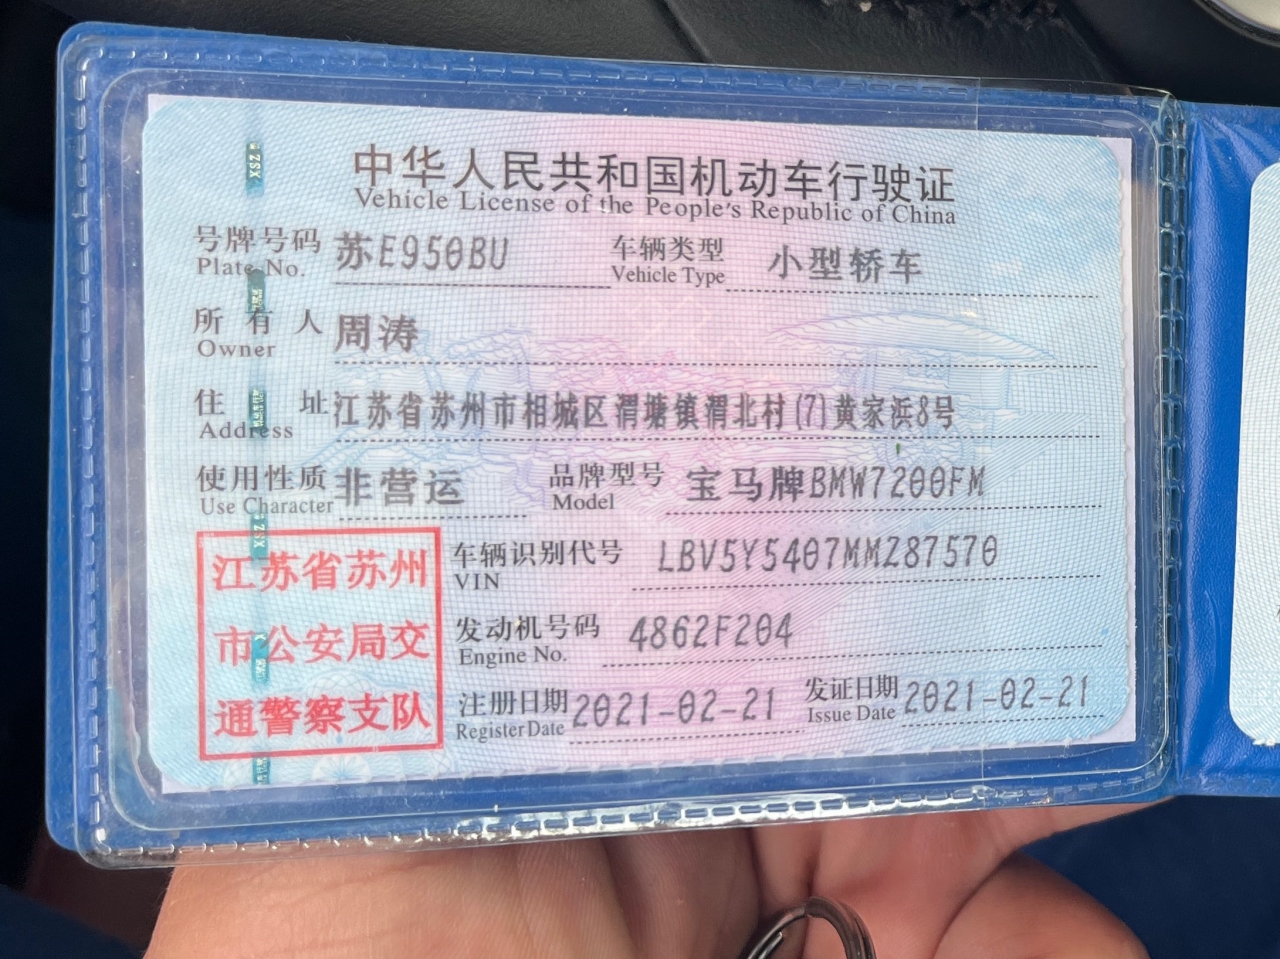 中华人民共和国机动车行驶证
Vehicle License of the People's Republic of China
号牌号码 苏E950BU 车辆类型 小型轿车
Plate No. Vehicle Type
所有人 周涛
Owner
住址 江苏省苏州市相城区渭塘镇渭北村(7)黄家浜8号
Address
使用性质 非营运 品牌型号 宝马牌BMW7200FM
Use Character Model
江苏省苏州
市公安局交
通警察支队
车辆识别代号 LBV5Y5407MMZ87570
VIN
发动机号码 4862F204
Engine No.
注册日期 2021-02-21 发证日期 2021-02-21
Register Date Issue Date
XSZ
XSZ